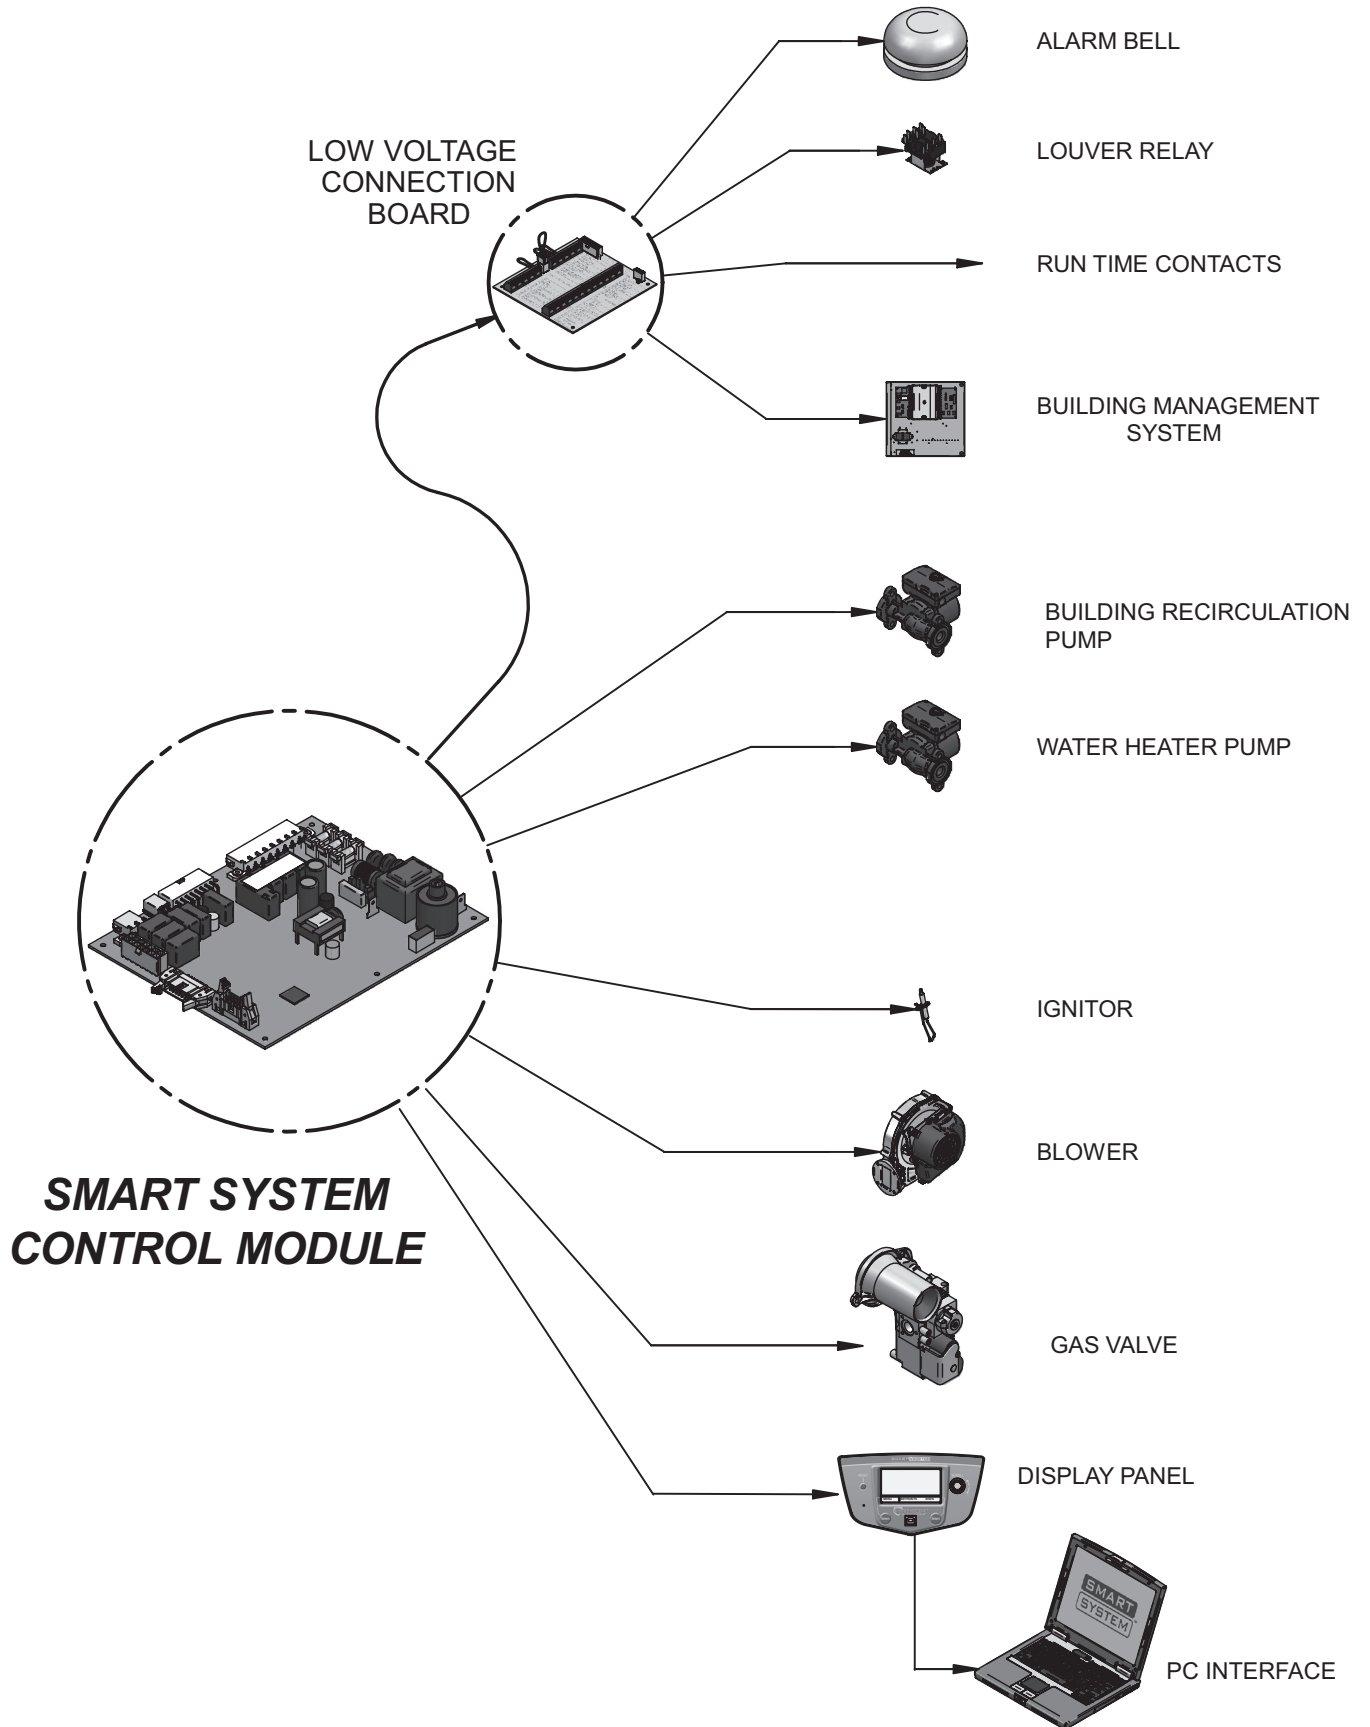 ALARM BELL
LOW VOLTAGE
CONNECTION
BOARD
LOUVER RELAY
RUN TIME CONTACTS
BUILDING MANAGEMENT
SYSTEM
BUILDING RECIRCULATION
PUMP
WATER HEATER PUMP
IGNITOR
BLOWER
SMART SYSTEM
CONTROL MODULE
GAS VALVE
DISPLAY PANEL
SMART
SYSTEM
PC INTERFACE